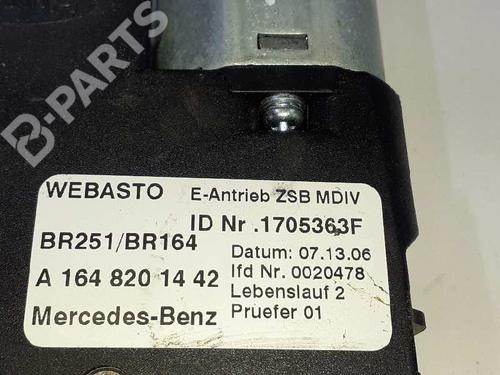 B-PARTS
WEBASTO E-Antrieb ZSB MDIV
ID Nr .1705363F
BR251/BR164 Datum: 07.13.06
A 164 820 14 42 lfd Nr. 0020478
Lebenslauf 2
Mercedes-Benz Pruefer 01
B-PARTS